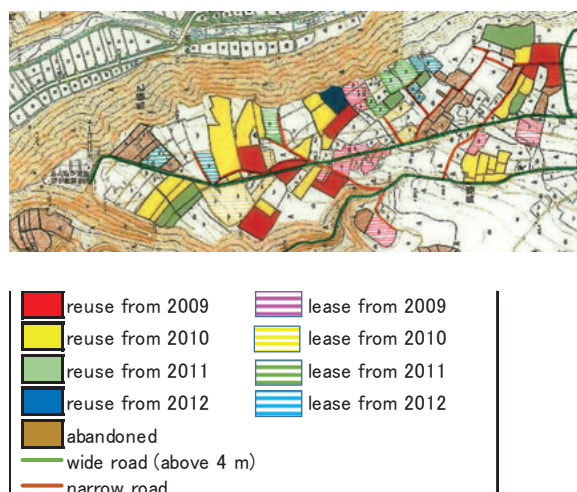 reuse from 2009
reuse from 2010
reuse from 2011
reuse from 2012
abandoned
wide road (above 4 m)
narrow road
lease from 2009
lease from 2010
lease from 2011
lease from 2012